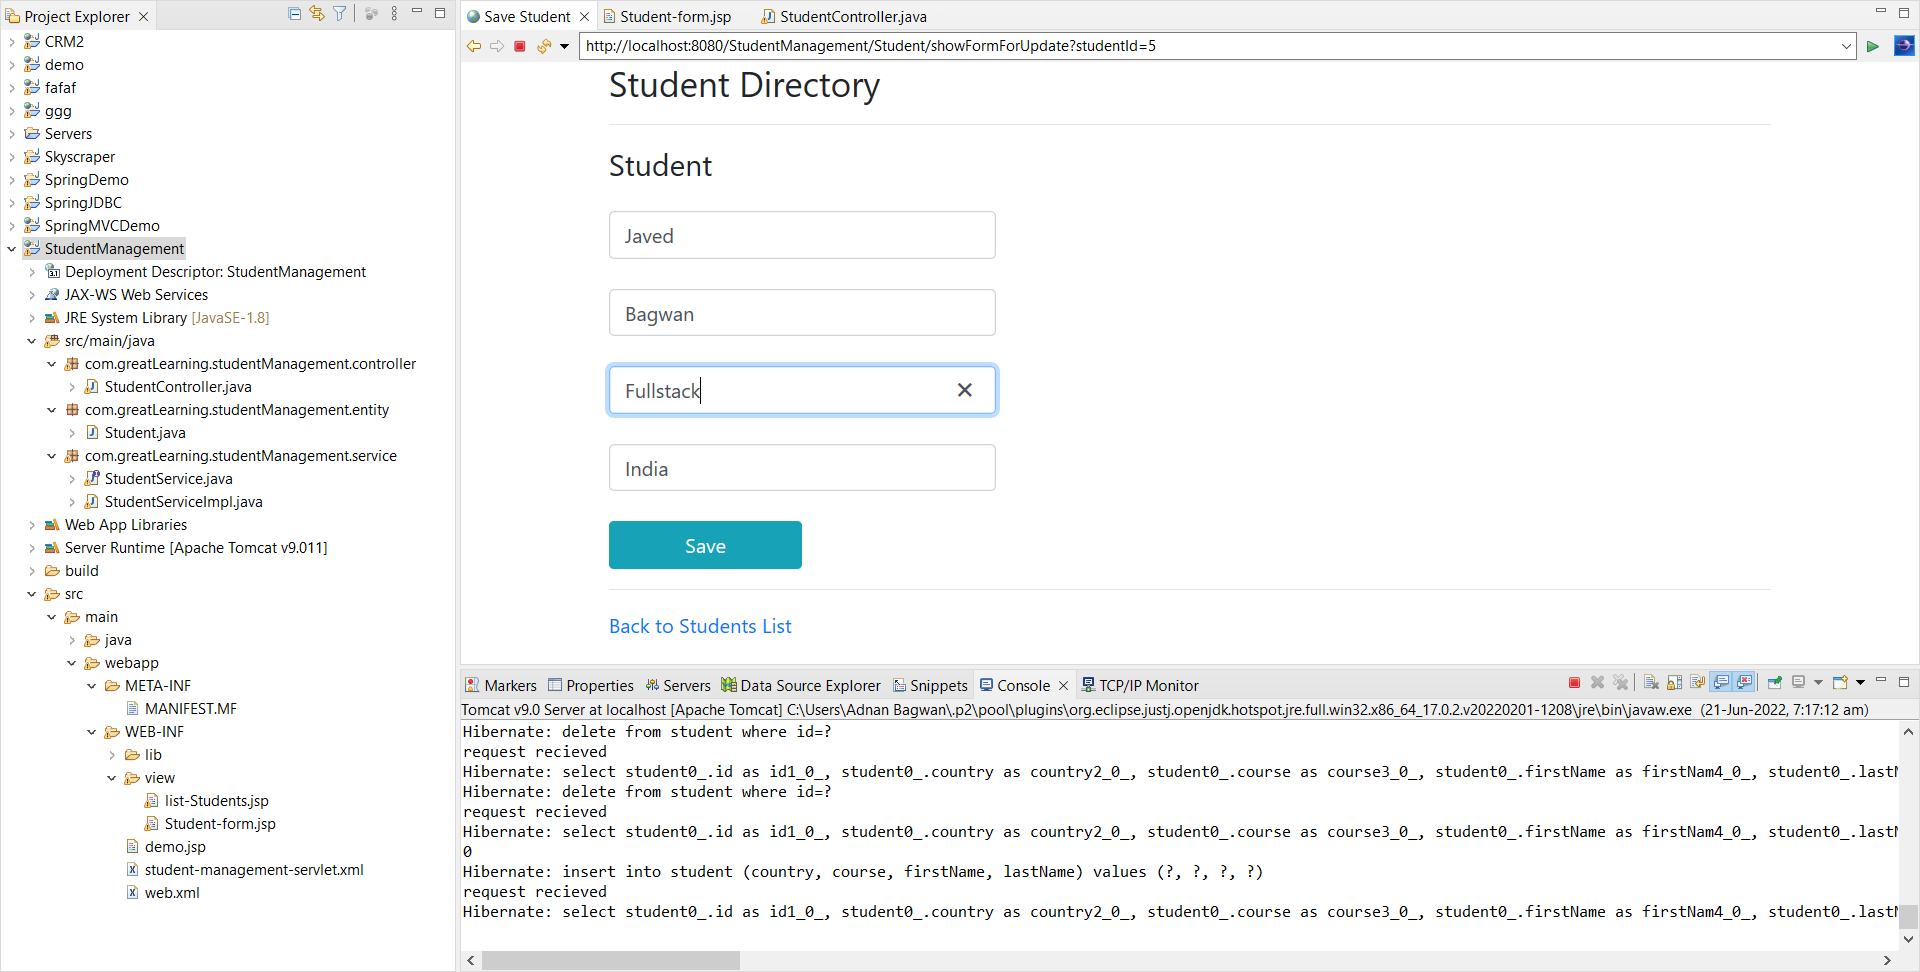 Project Explorer
CRM2
demo
fafaf
ggg
Servers
Skyscraper
SpringDemo
SpringJDBC
SpringMVCDemo
StudentManagement
Deployment Descriptor: StudentManagement
JAX-WS Web Services
JRE System Library [JavaSE-1.8]
src/main/java
com.greatLearning.studentManagement.controller
StudentController.java
com.greatLearning.studentManagement.entity
Student.java
com.greatLearning.studentManagement.service
StudentService.java
StudentServiceImpl.java
Web App Libraries
Server Runtime [Apache Tomcat v9.011]
build
src
main
java
webapp
META-INF
MANIFEST.MF
WEB-INF
lib
view
list-Students.jsp
Student-form.jsp
demo.jsp
student-management-servlet.xml
web.xml
Save Student Student-form.jsp StudentController.java
http://localhost:8080/StudentManagement/Student/showFormForUpdate?studentId=5
Student Directory
Student
Javed
Bagwan
Fullstack
India
Save
Back to Students List
Markers Properties Servers Data Source Explorer Snippets Console TCP/IP Monitor
Tomcat v9.0 Server at localhost [Apache Tomcat] C:\Users\Adnan Bagwan\.p2\pool\plugins\org.eclipse.justj.openjdk.hotspot.jre.full.win32.x86_64_17.0.2.v20220201-1208\jre\bin\javaw.exe (21-Jun-2022, 7:17:12 am)
Hibernate: delete from student where id=?
request recieved
Hibernate: select student0_.id as id1_0_, student0_.country as country2_0_, student0_.course as course3_0_, student0_.firstName as firstNam4_0_, student0_.lastN
Hibernate: delete from student where id=?
request recieved
Hibernate: select student0_.id as id1_0_, student0_.country as country2_0_, student0_.course as course3_0_, student0_.firstName as firstNam4_0_, student0_.lastN
0
Hibernate: insert into student (country, course, firstName, lastName) values (?, ?, ?, ?)
request recieved
Hibernate: select student0_.id as id1_0_, student0_.country as country2_0_, student0_.course as course3_0_, student0_.firstName as firstNam4_0_, student0_.lastN